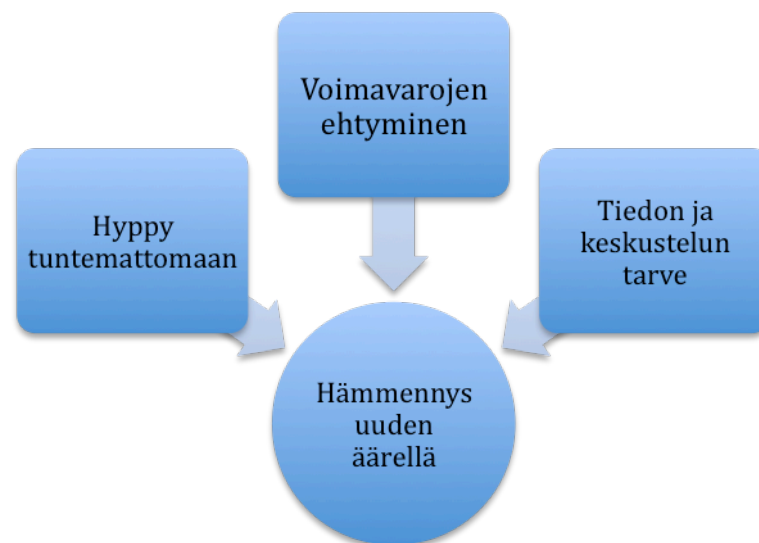 Voimavarojen
ehtyminen
Hyppy
tuntemattomaan
Tiedon ja
keskustelun
tarve
Hämmennys
uuden
äärellä